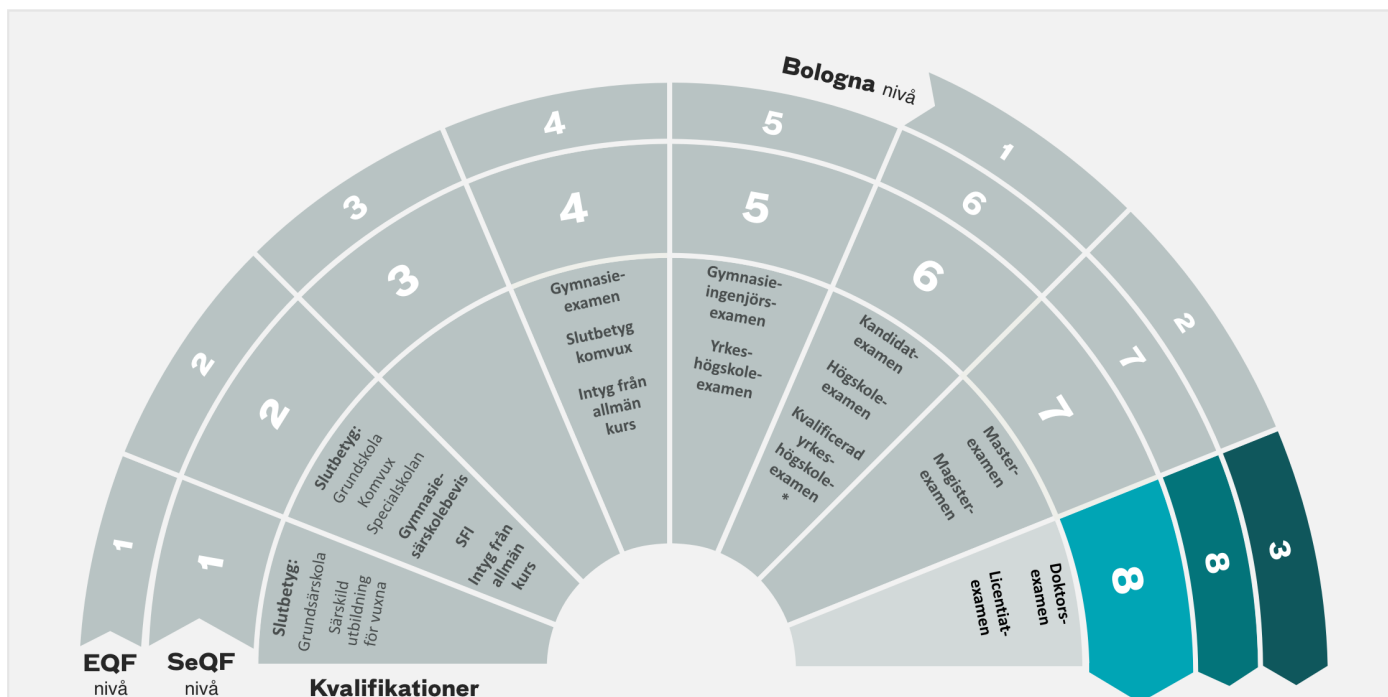 Bologna nivå
1
2
3
1
2
3
4
5
6
7
8
1
2
3
4
5
6
7
8
Slutbetyg:
Grundsärskola
Särskild
utbildning
för vuxna
Slutbetyg:
Grundskola
Komvux
Specialskolan
Gymnasie-
särskolebevis
SFI
Intyg från
allmän
kurs
Gymnasie-
examen
Slutbetyg
komvux
Intyg från
allmän
kurs
Gymnasie-
ingenjörs-
examen
Yrkes-
högskole-
examen
Kandidat-
examen
Högskole-
examen
Kvalificerad
yrkes-
högskole-
examen
*
Master-
examen
Magister-
examen
Doktors-
examen
Licentiat-
examen
EQF
nivå
SeQF
nivå
Kvalifikationer